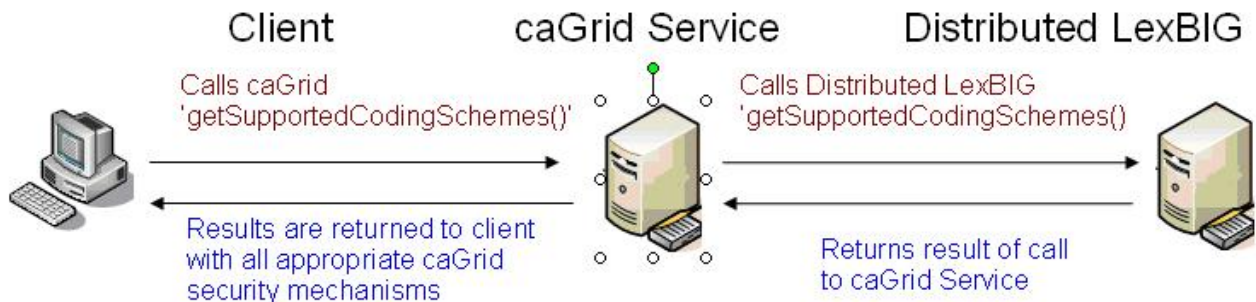 Client
caGrid Service
Distributed LexBIG
Calls caGrid
'getSupportedCodingSchemes()'
Calls Distributed LexBIG
'getSupportedCodingSchemes()
Results are returned to client
with all appropriate caGrid
security mechanisms
Returns result of call
to caGrid Service